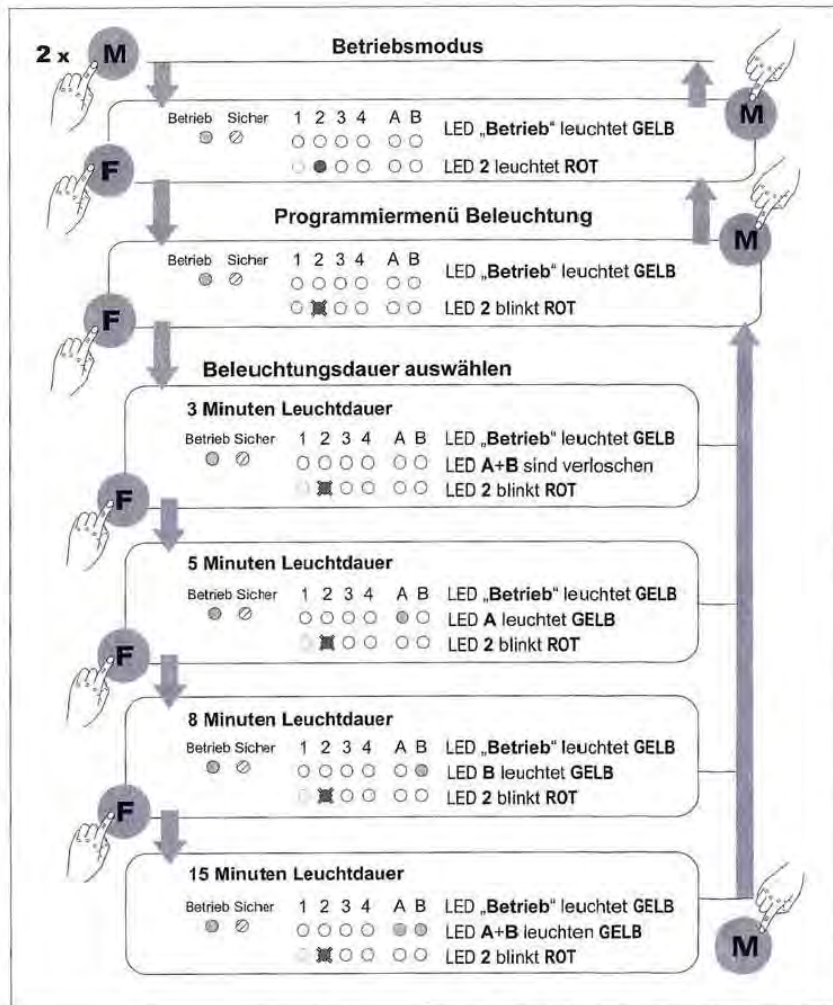 2 x M Betriebsmodus
Betrieb Sicher 1 2 3 4 A B LED „Betrieb“ leuchtet GELB M
F LED 2 leuchtet ROT
Programmiermenü Beleuchtung
Betrieb Sicher 1 2 3 4 A B LED „Betrieb“ leuchtet GELB M
F LED 2 blinkt ROT
Beleuchtungsdauer auswählen
3 Minuten Leuchtdauer
Betrieb Sicher 1 2 3 4 A B LED „Betrieb“ leuchtet GELB
LED A+B sind verloschen
F LED 2 blinkt ROT
5 Minuten Leuchtdauer
Betrieb Sicher 1 2 3 4 A B LED „Betrieb“ leuchtet GELB
LED A leuchtet GELB
F LED 2 blinkt ROT
8 Minuten Leuchtdauer
Betrieb Sicher 1 2 3 4 A B LED „Betrieb“ leuchtet GELB
LED B leuchtet GELB
F LED 2 blinkt ROT
15 Minuten Leuchtdauer
Betrieb Sicher 1 2 3 4 A B LED „Betrieb“ leuchtet GELB
LED A+B leuchten GELB
LED 2 blinkt ROT M